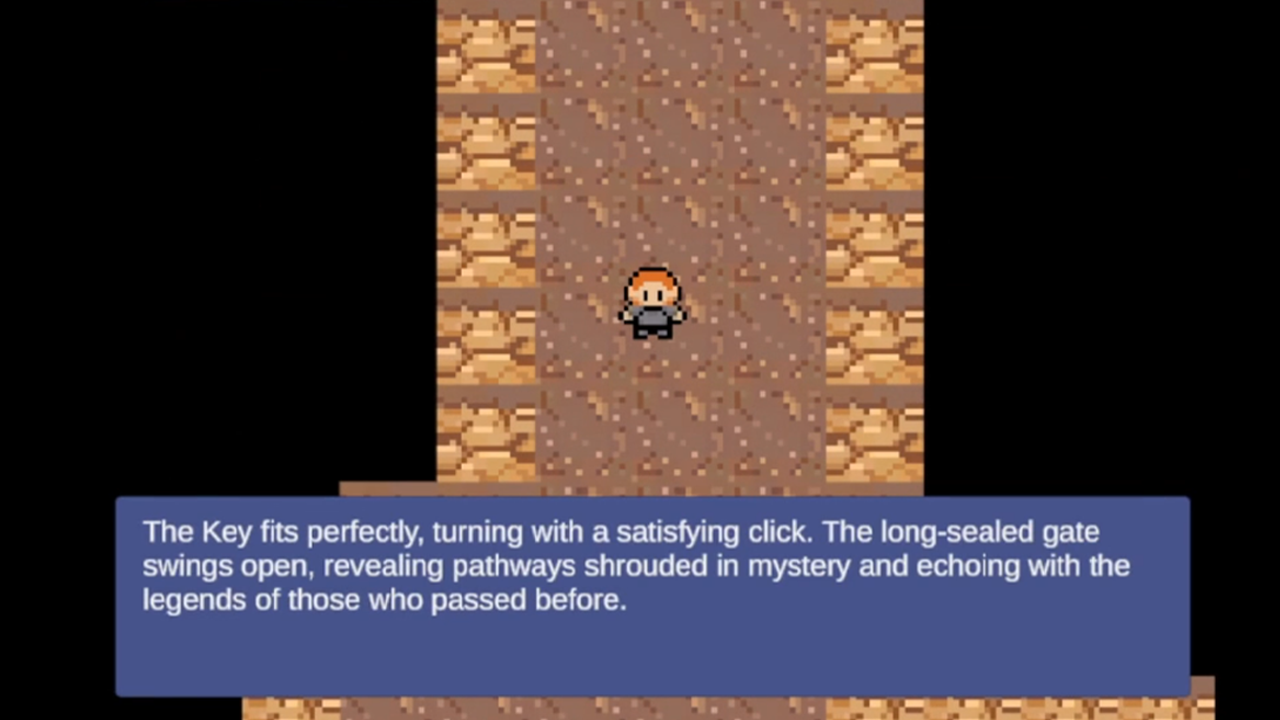 The Key fits perfectly, turning with a satisfying click. The long-sealed gate
swings open, revealing pathways shrouded in mystery and echoing with the
legends of those who passed before.